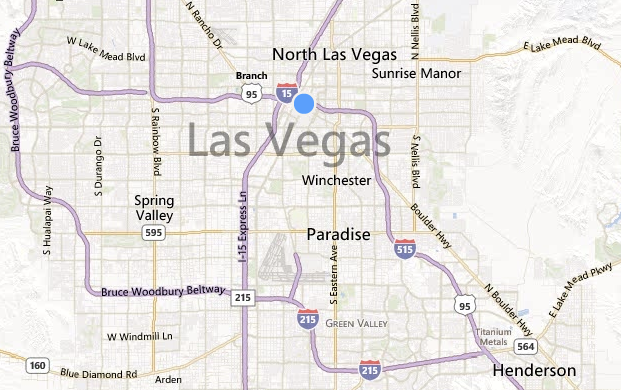 Bruce Woodbury Beltway
N Rancho Dr
W Lake Mead Blvd
North Las Vegas
N Nellis Blvd
E Lake Mead Blvd
Sunrise Manor
Branch
95
15
Las Vegas
S Rainbow Blvd
S Durango Dr
S Nellis Blvd
Winchester
S Hualapai Way
Spring
Valley
595
I-15 Express Ln
Paradise
Boulder Hwy
515
S Eastern Ave
E Lake Mead Pkwy
Bruce Woodbury Beltway
215
N Boulder Hwy
95
215
GREEN VALLEY
W Windmill Ln
Titanium
Metals
564
160
Blue Diamond Rd
Arden
215
Henderson